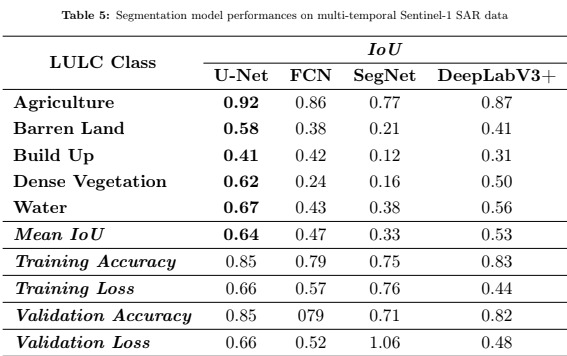 Table 5: Segmentation model performances on multi-temporal Sentinel-1 SAR data
LULC Class IoU
U-Net FCN SegNet DeepLabV3+
Agriculture 0.92 0.86 0.77 0.87
Barren Land 0.58 0.38 0.21 0.41
Build Up 0.41 0.42 0.12 0.31
Dense Vegetation 0.62 0.24 0.16 0.50
Water 0.67 0.43 0.38 0.56
Mean IoU 0.64 0.47 0.33 0.53
Training Accuracy 0.85 0.79 0.75 0.83
Training Loss 0.66 0.57 0.76 0.44
Validation Accuracy 0.85 079 0.71 0.82
Validation Loss 0.66 0.52 1.06 0.48